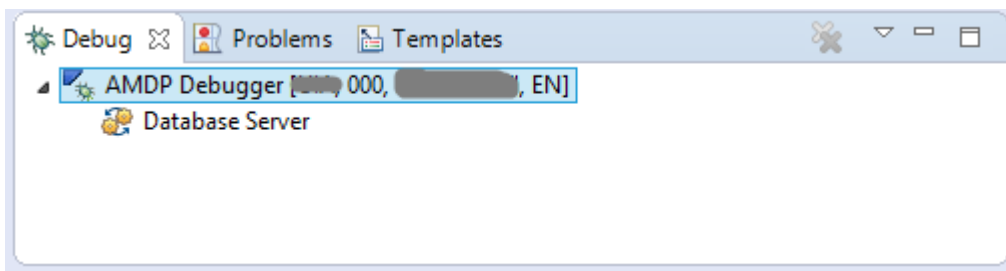 Debug Problems Templates
AMDP Debugger [ 000, , EN]
Database Server